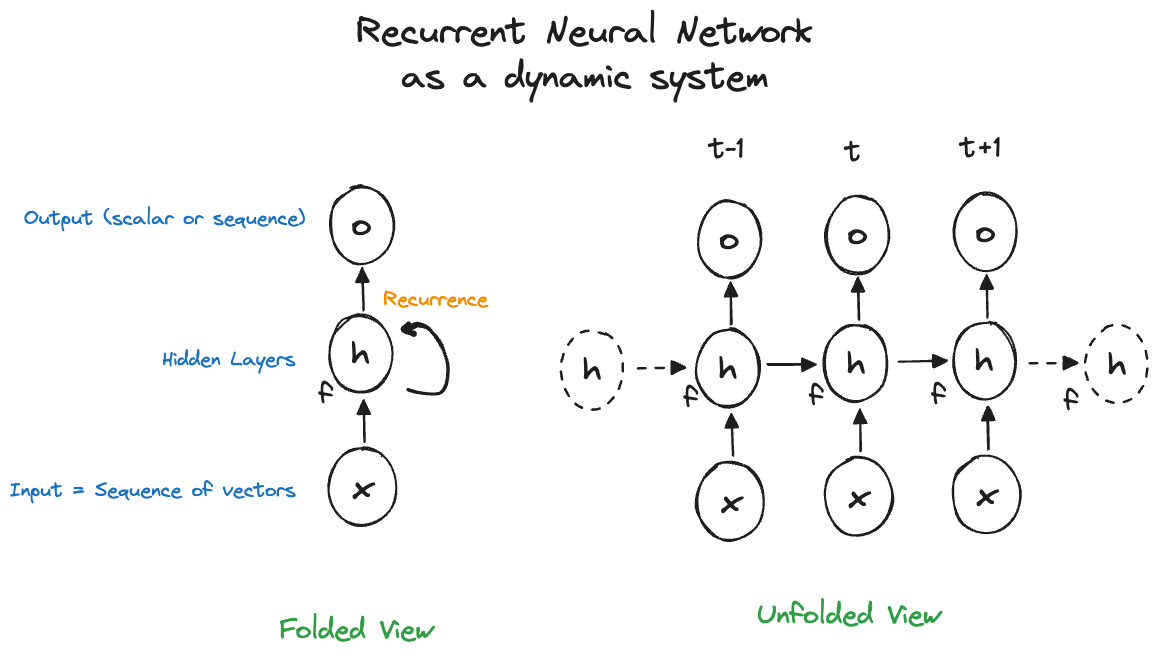 Recurrent Neural Network
as a dynamic system
t-1 t t+1
Output (scalar or sequence)
o o o o
Recurrence
Hidden Layers
h h h h h h
f f f f f
Input = Sequence of vectors
x x x x
Folded View
Unfolded View